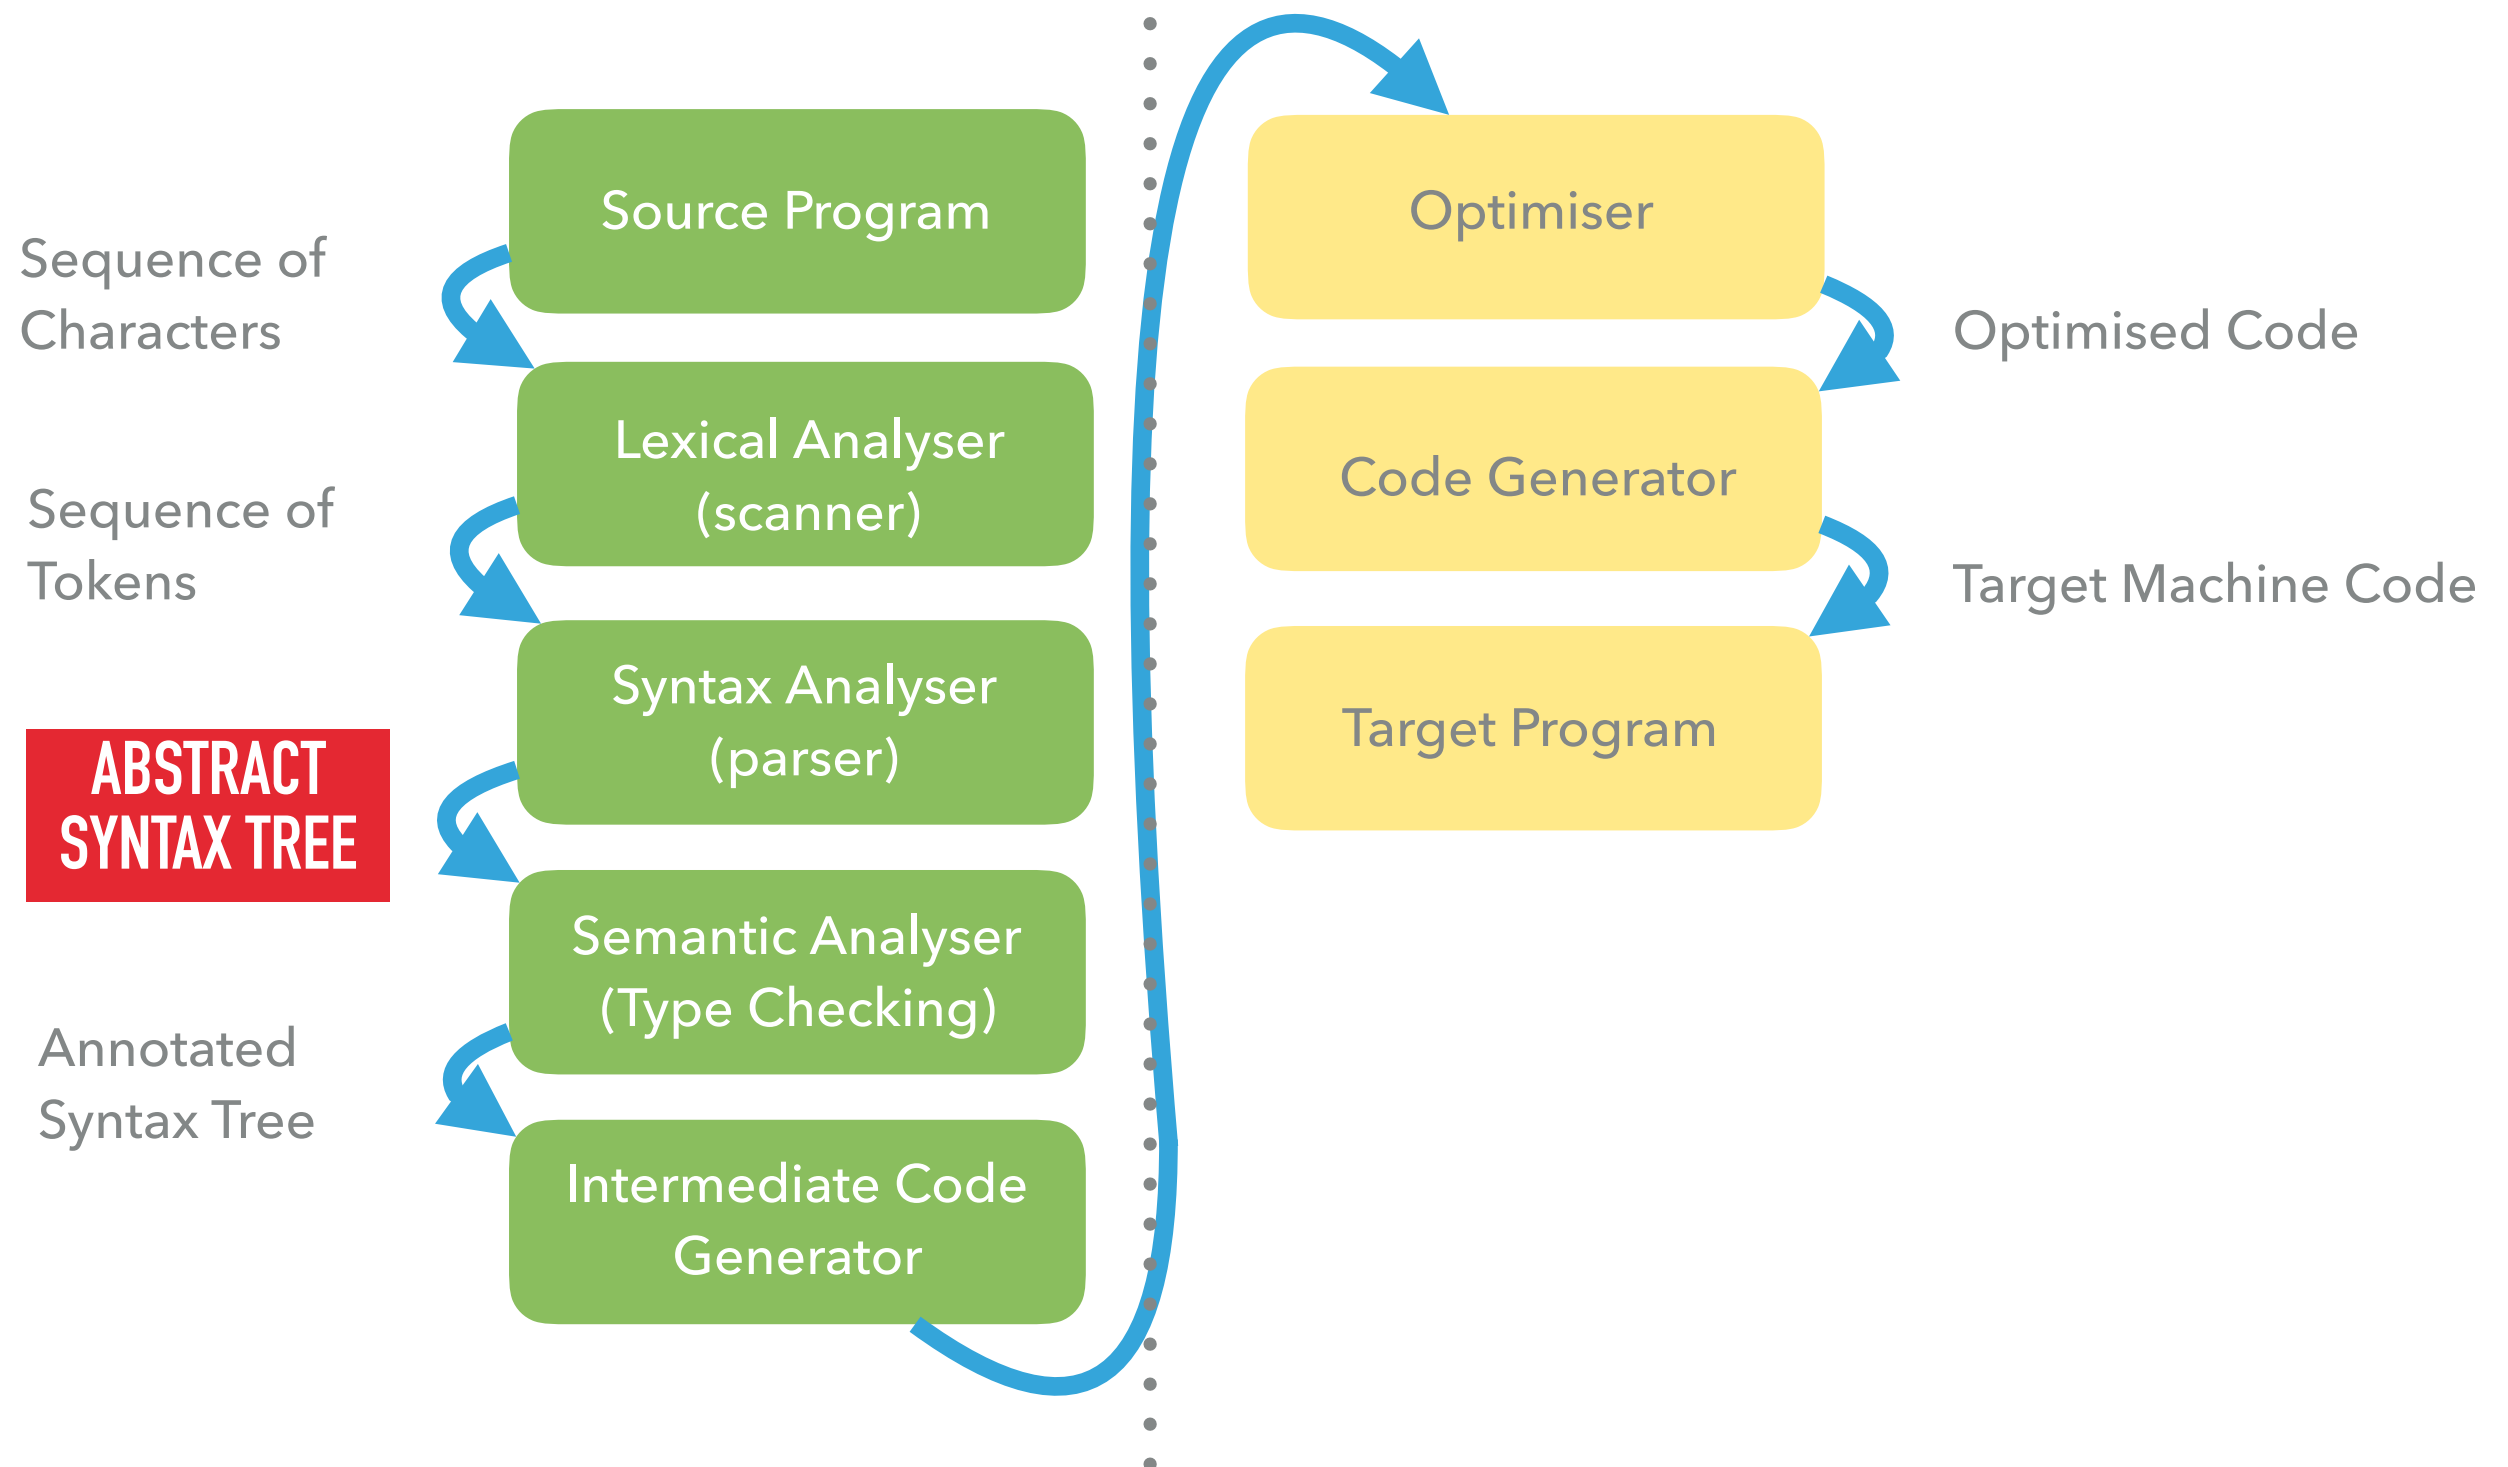 Source Program
Sequence of
Characters
Lexical Analyser
(scanner)
Sequence of
Tokens
Syntax Analyser
(parser)
ABSTRACT
SYNTAX TREE
Semantic Analyser
(Type Checking)
Annotated
Syntax Tree
Intermediate Code
Generator
Optimiser
Optimised Code
Code Generator
Target Machine Code
Target Program